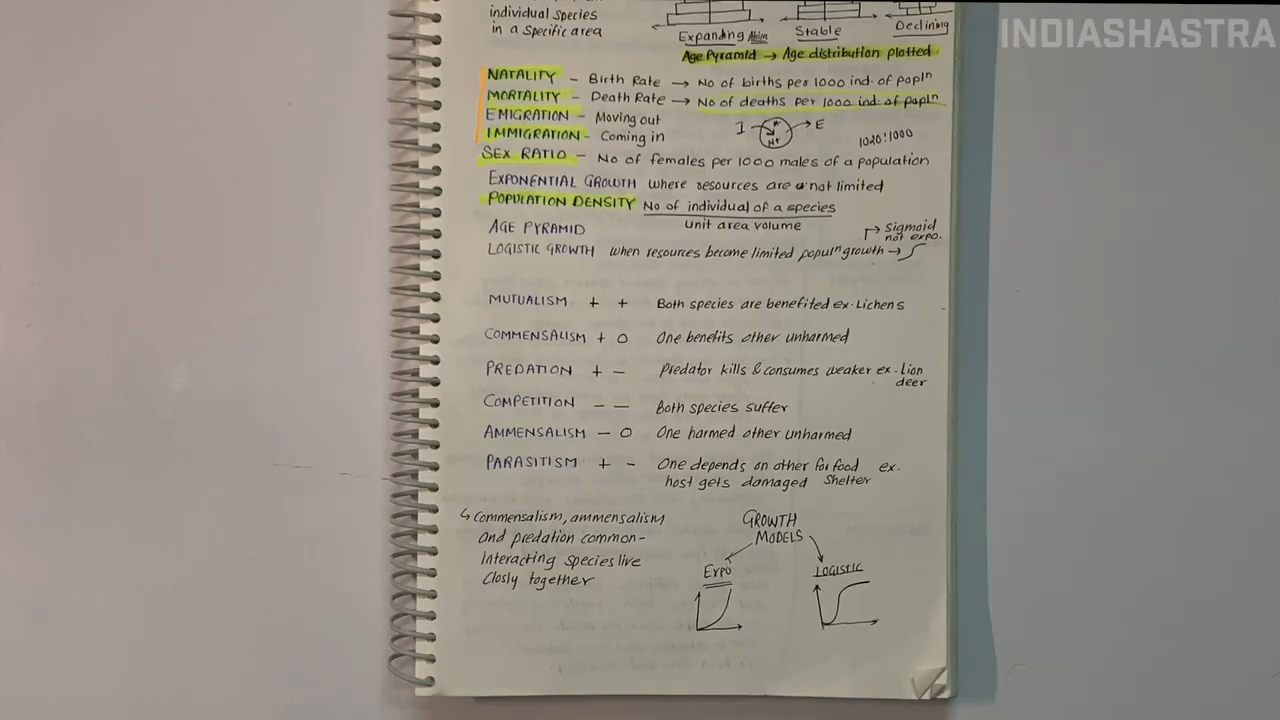 INDIASHASTRA
individual species
in a specific area
Expanding Africa
Stable
Declining
Age Pyramid → Age distribution plotted
NATALITY – Birth Rate → No of births per 1000 ind. of popln
MORTALITY – Death Rate → No of deaths per 1000 ind of popln
EMIGRATION – Moving out
I → E
IMMIGRATION – Coming in
1020:1000
SEX RATIO – No of females per 1000 males of a population
EXPONENTIAL GROWTH where resources are not limited
POPULATION DENSITY No of individual of a species
Unit area volume
AGE PYRAMID
→ Sigmoid
not expo.
LOGISTIC GROWTH when resources become limited populn growth →
MUTUALISM + + Both species are benefited ex. Lichens
COMMENSALISM + 0 One benefits other unharmed
PREDATION + – Predator kills & consumes weaker ex. Lion
deer
COMPETITION – – Both species suffer
AMMENSALISM – 0 One harmed other unharmed
PARASITISM + – One depends on other for food ex.
host gets damaged Shelter
↳ Commensalism, ammensalism
and predation common-
Interacting species live
closly together
GROWTH
MODELS
EXPO
LOGISTIC